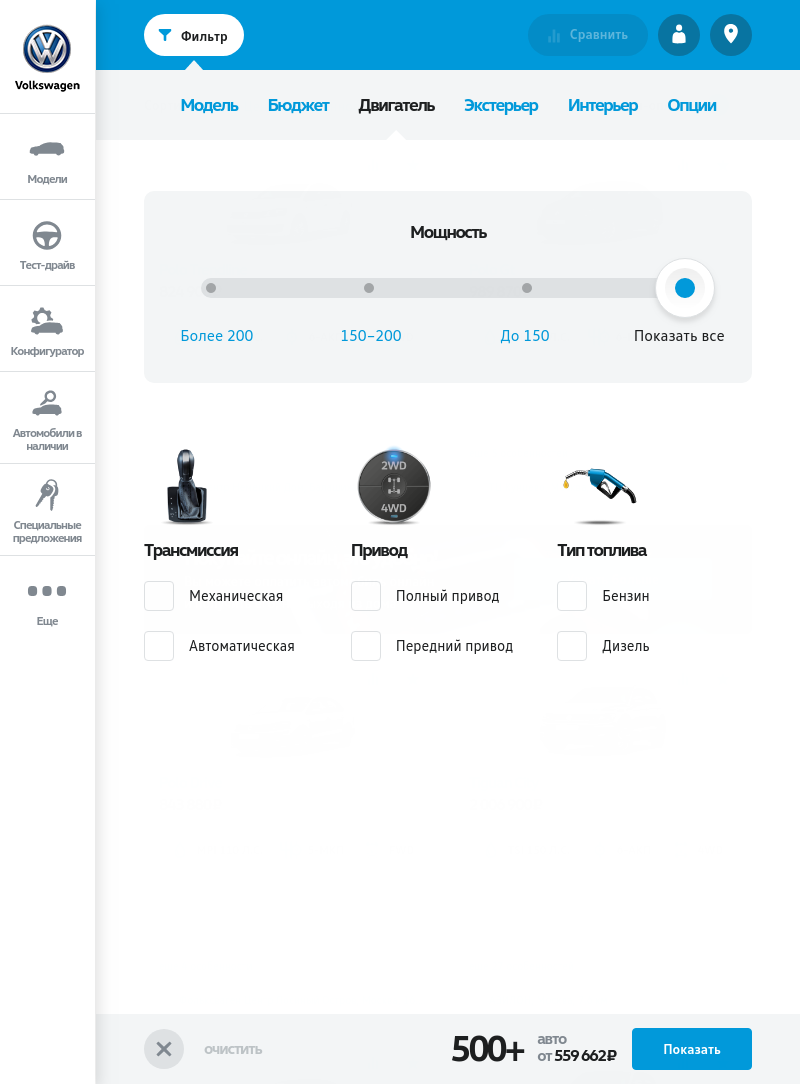 Volkswagen
Модели
Тест-драйв
Конфигуратор
Автомобили в
наличии
Специальные
предложения
Еще
Фильтр
Сравнить
Модель Бюджет Двигатель Экстерьер Интерьер Опции
Мощность
Более 200 150–200 До 150 Показать все
2WD
4WD
Трансмиссия Привод Тип топлива
Механическая Полный привод Бензин
Автоматическая Передний привод Дизель
очистить
500+
авто
от 559 662₽
Показать